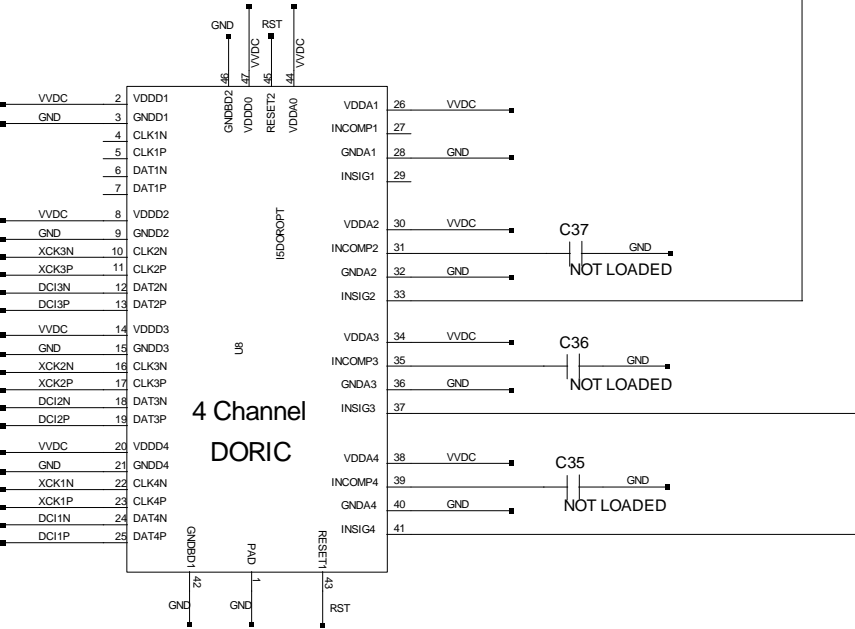 GND
VVDC
RST
VVDC
46
47
45
44
GNDBD2
VDDD0
RESET2
VDDA0
VVDC 2 VDDD1
GND 3 GNDD1
4 CLK1N
5 CLK1P
6 DAT1N
7 DAT1P
VVDC 8 VDDD2
GND 9 GNDD2
XCK3N 10 CLK2N
XCK3P 11 CLK2P
DCI3N 12 DAT2N
DCI3P 13 DAT2P
VVDC 14 VDDD3
GND 15 GNDD3
XCK2N 16 CLK3N
XCK2P 17 CLK3P
DCI2N 18 DAT3N
DCI2P 19 DAT3P
VVDC 20 VDDD4
GND 21 GNDD4
XCK1N 22 CLK4N
XCK1P 23 CLK4P
DCI1N 24 DAT4N
DCI1P 25 DAT4P
I5DOROPT
U8
4 Channel
DORIC
VDDA1 26 VVDC
INCOMP1 27
GNDA1 28 GND
INSIG1 29
VDDA2 30 VVDC
INCOMP2 31
C37
GND
NOT LOADED
GNDA2 32 GND
INSIG2 33
VDDA3 34 VVDC
INCOMP3 35
C36
GND
NOT LOADED
GNDA3 36 GND
INSIG3 37
VDDA4 38 VVDC
INCOMP4 39
C35
GND
NOT LOADED
GNDA4 40 GND
INSIG4 41
GNDBD1
PAD
RESET1
42
1
43
GND
GND
RST